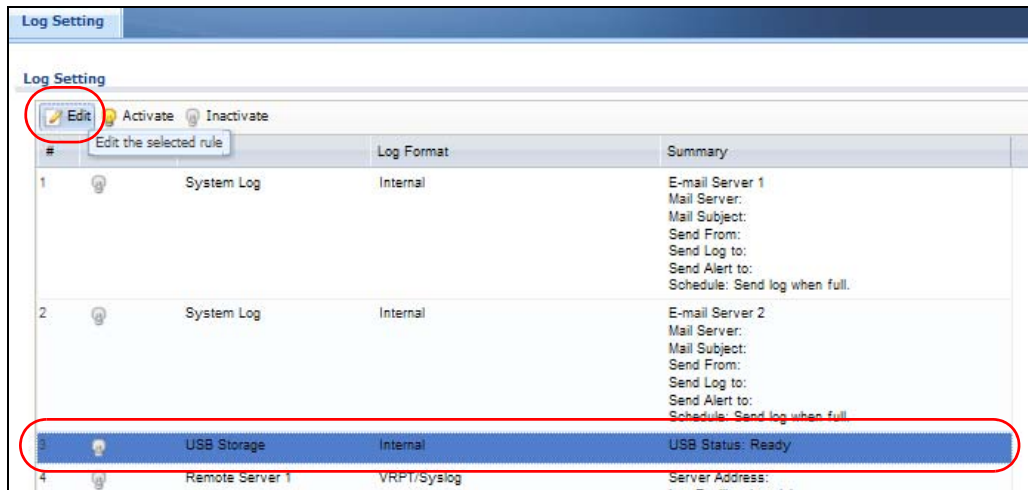 Log Setting
Log Setting
Edit Activate Inactivate
Edit the selected rule
# Log Format Summary
1 System Log Internal E-mail Server 1
Mail Server:
Mail Subject:
Send From:
Send Log to:
Send Alert to:
Schedule: Send log when full.
2 System Log Internal E-mail Server 2
Mail Server:
Mail Subject:
Send From:
Send Log to:
Send Alert to:
Schedule: Send log when full.
3 USB Storage Internal USB Status: Ready
4 Remote Server 1 VRPT/Syslog Server Address: